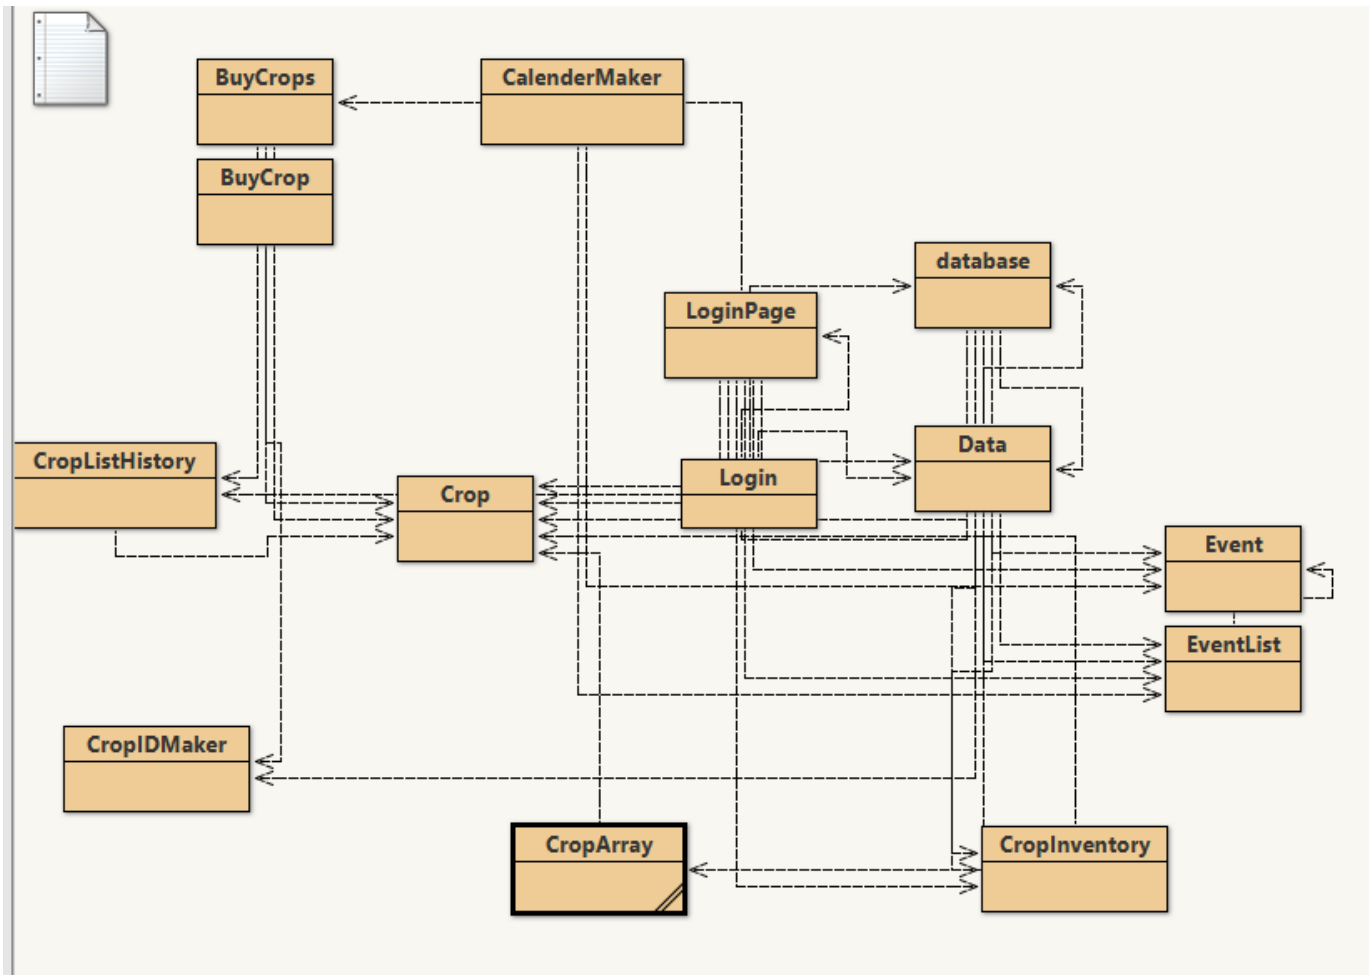 BuyCrops
CalenderMaker
BuyCrop
database
LoginPage
Data
CropListHistory
Login
Crop
Event
EventList
CropIDMaker
CropArray
CropInventory